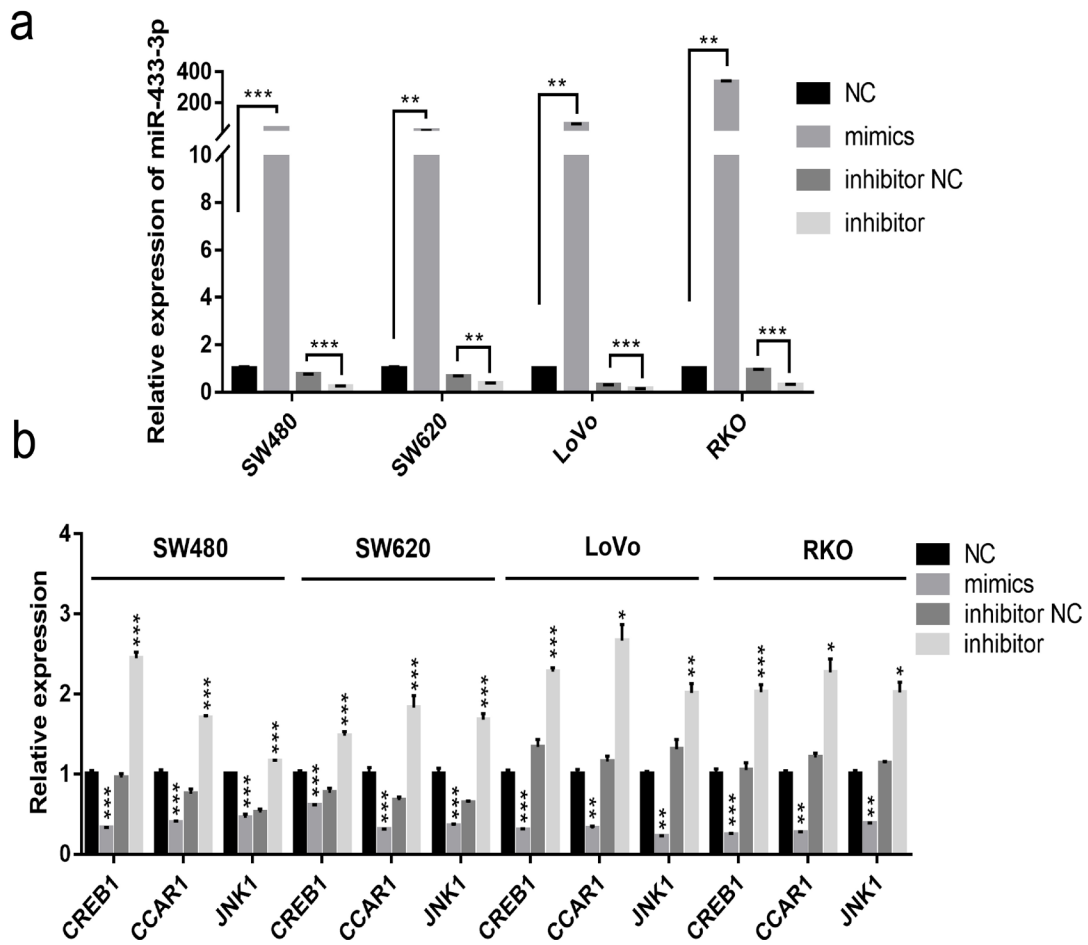 a
Relative expression of miR-433-3p
400
200
10
8
6
4
2
0
***
**
**
**
***
**
***
***
SW480
SW620
LoVo
RKO
NC
mimics
inhibitor NC
inhibitor
b
Relative expression
4
3
2
1
0
SW480
SW620
LoVo
RKO
***
***
***
***
***
***
***
***
***
***
***
***
***
***
**
*
**
**
***
***
**
*
**
*
CREB1
CCAR1
JNK1
CREB1
CCAR1
JNK1
CREB1
CCAR1
JNK1
CREB1
CCAR1
JNK1
NC
mimics
inhibitor NC
inhibitor